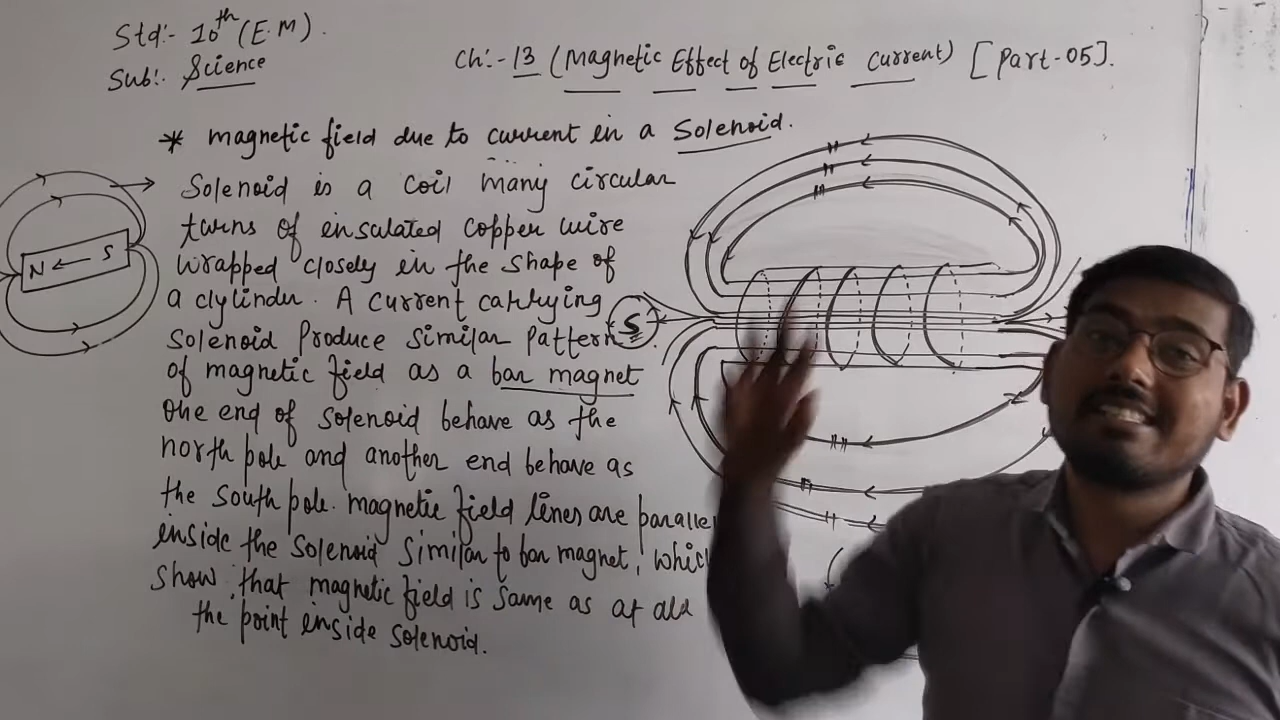 Std:- 10th (E.M).
Sub:. Science
Ch:.- 13 (Magnetic Effect of Electric Current) [Part-05].
* magnetic field due to current in a Solenoid.
Solenoid is a coil many circular
turns of insulated copper wire
wrapped closely in the shape of
a clylinder. A current carrying
Solenoid Produce Similar Pattern
of magnetic field as a bar magnet
One end of solenoid behave as the
north pole and another end behave as
the south pole. magnetic field lines are paralle
inside the solenoid similar to bar magnet, whic
show, that magnetic field is same as at all
the point inside solenoid.
N S
S